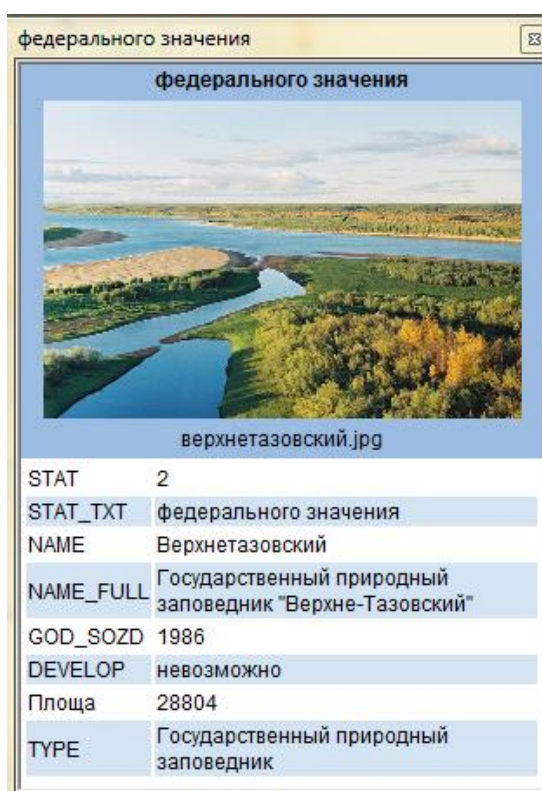 федерального значения
федерального значения
верхнетазовский.jpg
STAT 2
STAT_TXT федерального значения
NAME Верхнетазовский
NAME_FULL Государственный природный
заповедник "Верхне-Тазовский"
GOD_SOZD 1986
DEVELOP невозможно
Площа 28804
TYPE Государственный природный
заповедник